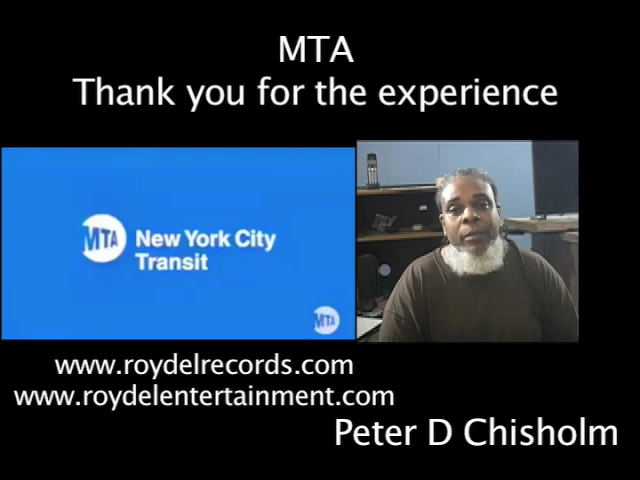 MTA
Thank you for the experience
MTA
New York City
Transit
MTA
www.roydelrecords.com
www.roydelentertainment.com
Peter D Chisholm